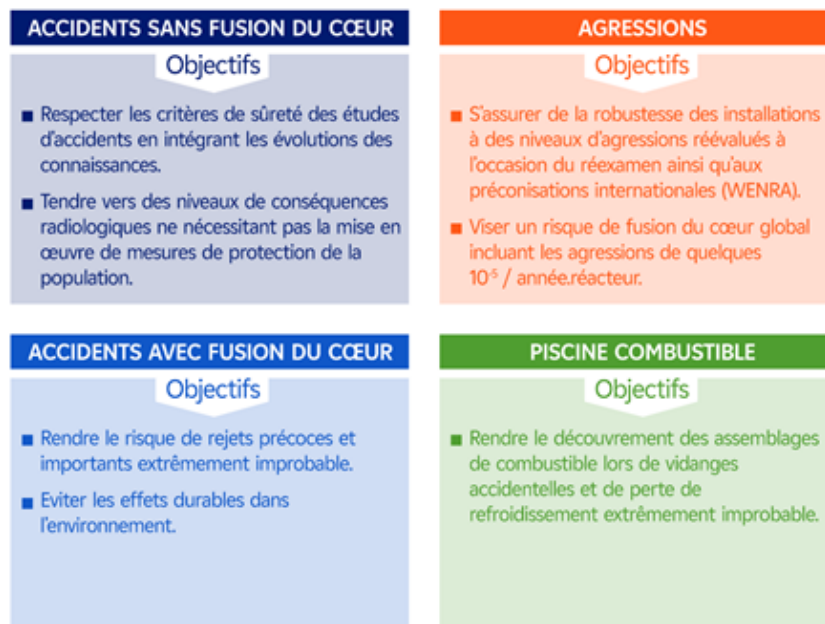 ACCIDENTS SANS FUSION DU CŒUR
Objectifs
■ Respecter les critères de sûreté des études
d'accidents en intégrant les évolutions des
connaissances.
■ Tendre vers des niveaux de conséquences
radiologiques ne nécessitant pas la mise en
œuvre de mesures de protection de la
population.
AGRESSIONS
Objectifs
■ S'assurer de la robustesse des installations
à des niveaux d'agressions réévalués à
l'occasion du réexamen ainsi qu'aux
préconisations internationales (WENRA).
■ Viser un risque de fusion du cœur global
incluant les agressions de quelques
10⁻⁵ / année.réacteur.
ACCIDENTS AVEC FUSION DU CŒUR
Objectifs
■ Rendre le risque de rejets précoces et
importants extrêmement improbable.
■ Eviter les effets durables dans
l'environnement.
PISCINE COMBUSTIBLE
Objectifs
■ Rendre le découvrement des assemblages
de combustible lors de vidanges
accidentelles et de perte de
refroidissement extrêmement improbable.